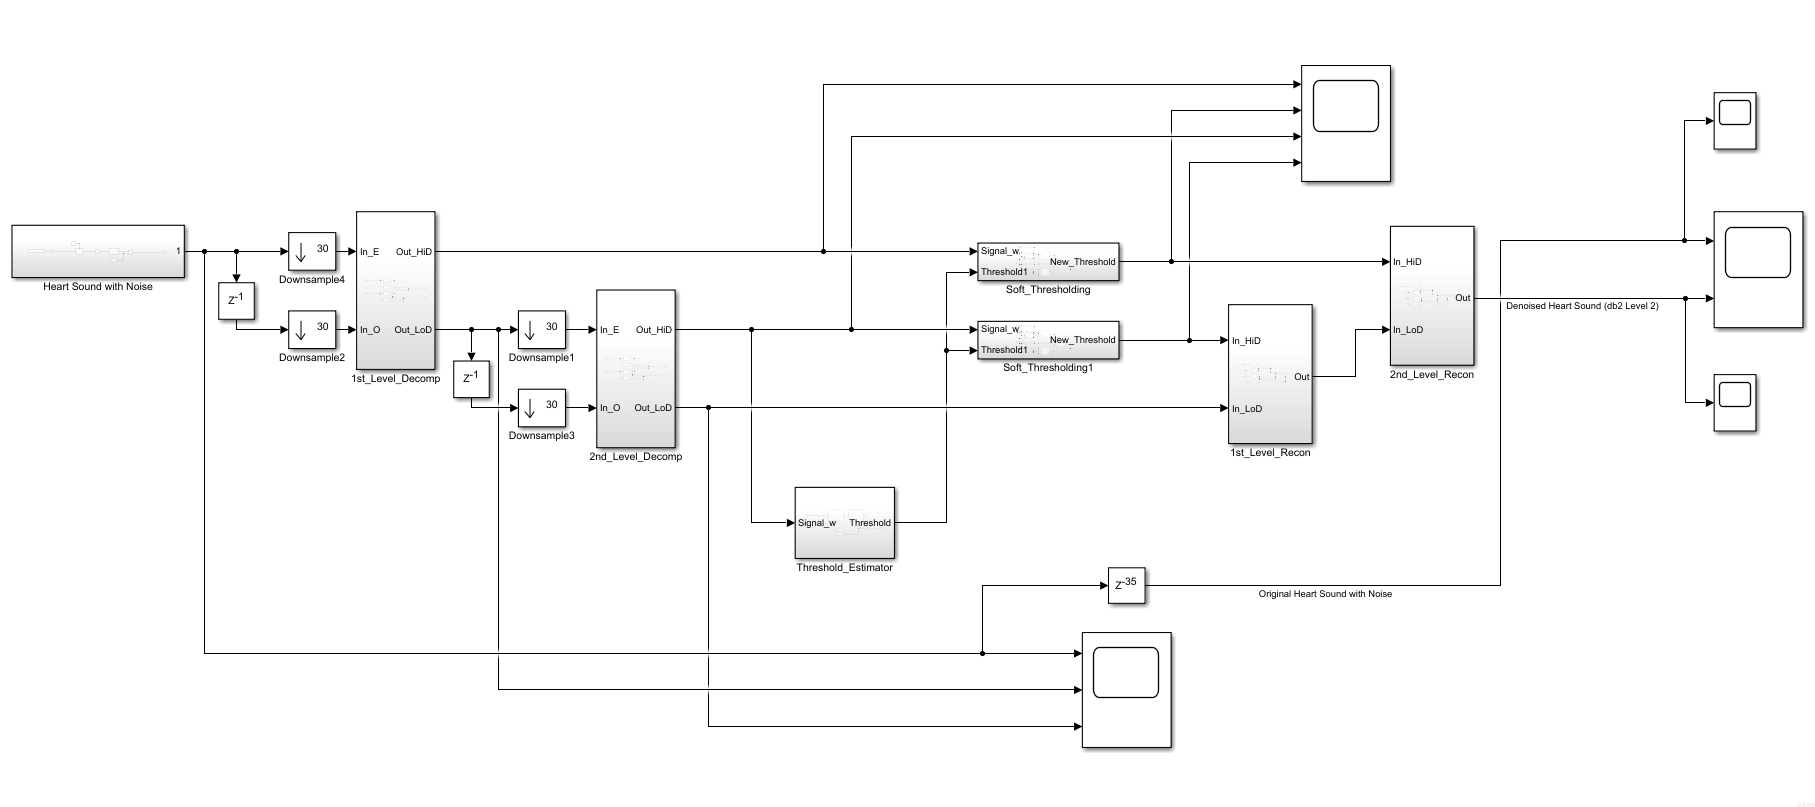 1
Heart Sound with Noise
Z-1
30
Downsample4
30
Downsample2
In_E
Out_HiD
In_O
Out_LoD
1st_Level_Decomp
Z-1
30
Downsample1
30
Downsample3
In_E
Out_HiD
In_O
Out_LoD
2nd_Level_Decomp
Signal_w
Threshold
Threshold_Estimator
Signal_w
New_Threshold
Threshold1
Soft_Thresholding
Signal_w
New_Threshold
Threshold1
Soft_Thresholding1
In_HiD
Out
In_LoD
1st_Level_Recon
In_HiD
Out
In_LoD
2nd_Level_Recon
Denoised Heart Sound (db2 Level 2)
Z-35
Original Heart Sound with Noise